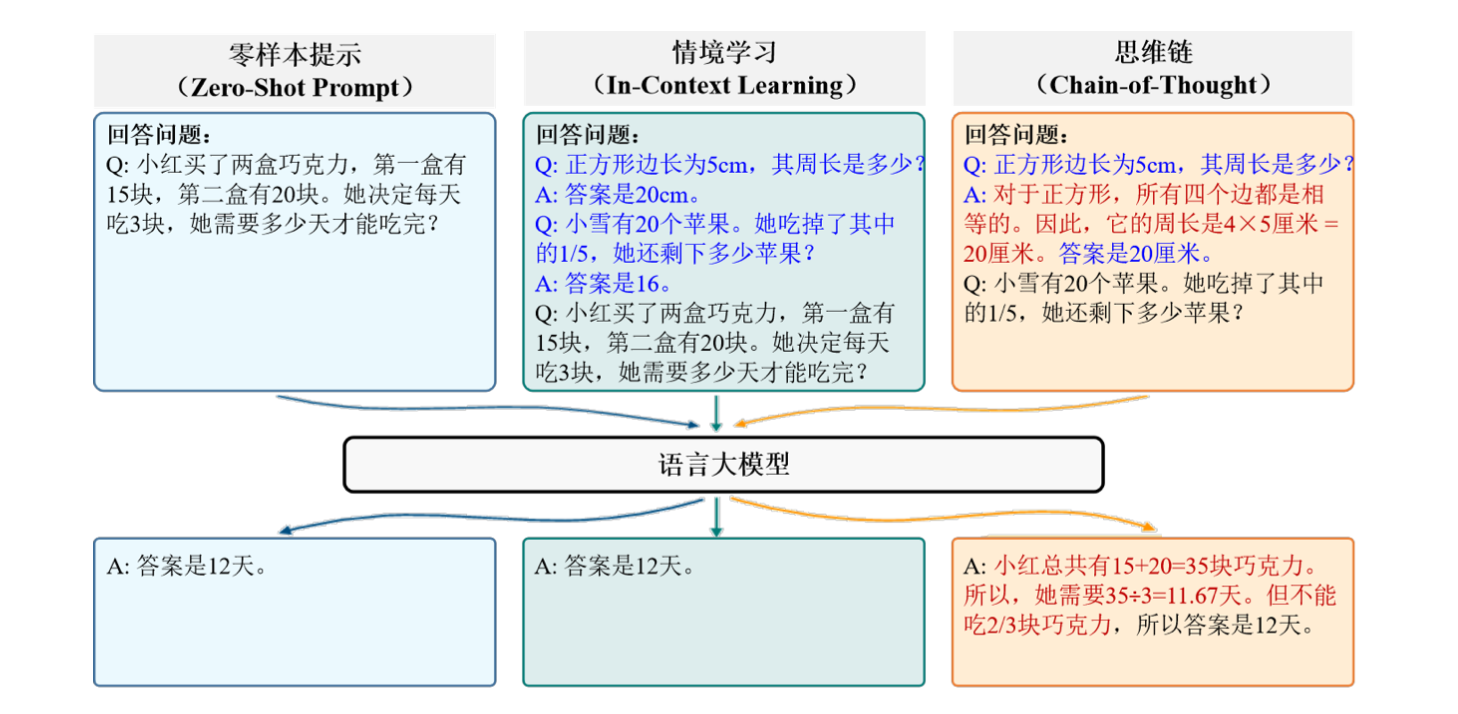 零样本提示
（Zero-Shot Prompt）
回答问题：
Q: 小红买了两盒巧克力，第一盒有
15块，第二盒有20块。她决定每天
吃3块，她需要多少天才能吃完？
情境学习
（In-Context Learning）
回答问题：
Q: 正方形边长为5cm，其周长是多少？
A: 答案是20cm。
Q: 小雪有20个苹果。她吃掉了其中
的1/5，她还剩下多少苹果？
A: 答案是16。
Q: 小红买了两盒巧克力，第一盒有
15块，第二盒有20块。她决定每天
吃3块，她需要多少天才能吃完？
思维链
（Chain-of-Thought）
回答问题：
Q: 正方形边长为5cm，其周长是多少？
A: 对于正方形，所有四个边都是相
等的。因此，它的周长是4×5厘米 =
20厘米。答案是20厘米。
Q: 小雪有20个苹果。她吃掉了其中
的1/5，她还剩下多少苹果？
语言大模型
A: 答案是12天。
A: 答案是12天。
A: 小红总共有15+20=35块巧克力。
所以，她需要35÷3=11.67天。但不能
吃2/3块巧克力，所以答案是12天。